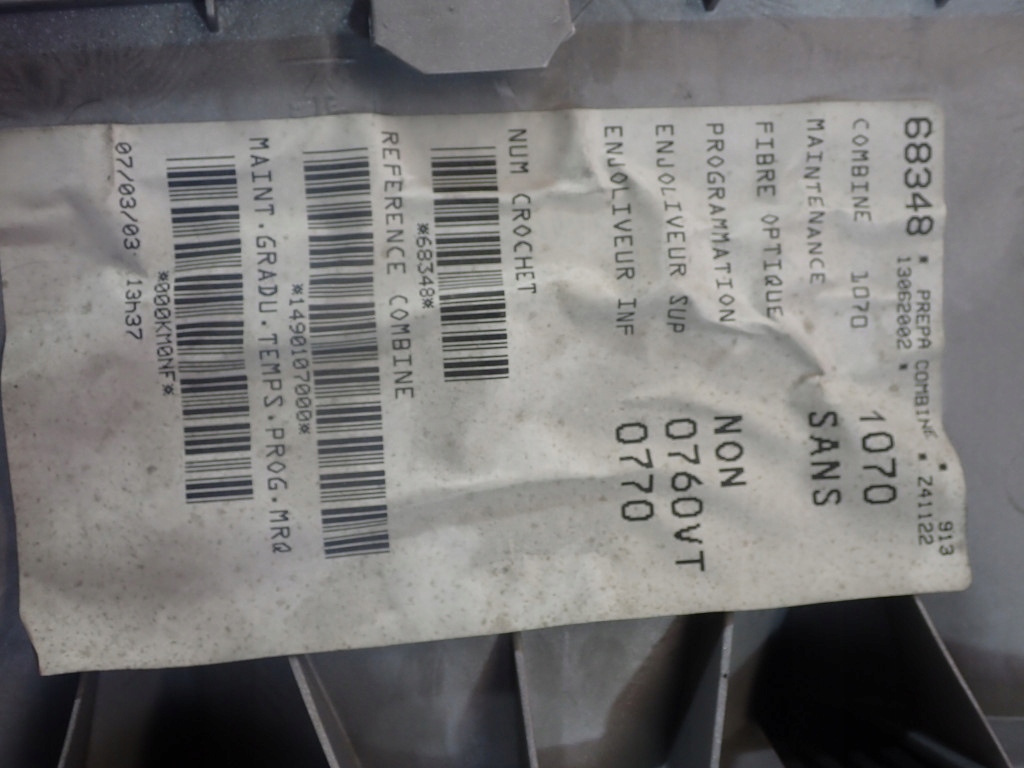 68348 * PREPA COMBINE * 913
13062002 * * 241122
COMBINE 1070 1070
MAINTENANCE SANS
FIBRE OPTIQUE
PROGRAMMATION NON
ENJOLIVEUR SUP 0760VT
ENJOLIVEUR INF 0770
NUM CROCHET
*68348*
REFERENCE COMBINE
*1490107000*
MAINT.GRADU.TEMPS.PROG.MRQ
*000KM0NF*
07/03/03 13h37